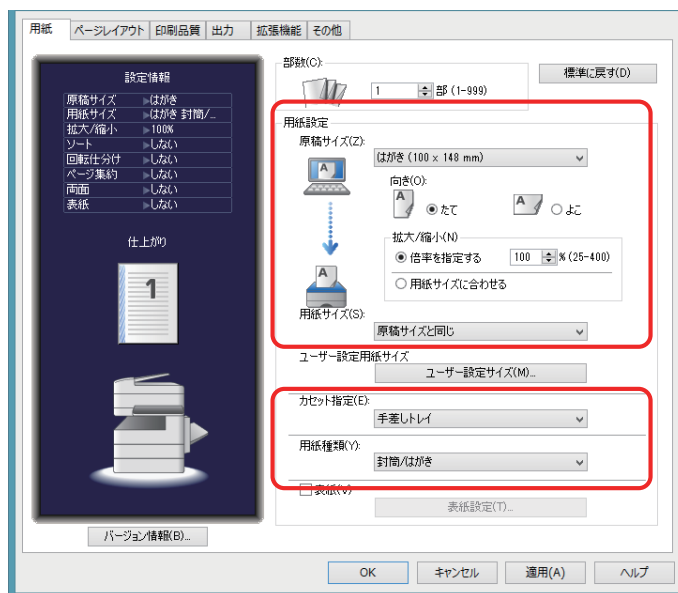 用紙 ページレイアウト 印刷品質 出力 拡張機能 その他
設定情報
原稿サイズ ▶はがき
用紙サイズ ▶はがき 封筒/_
拡大/縮小 ▶100%
ソート ▶しない
回転仕分け ▶しない
ページ集約 ▶しない
両面 ▶しない
表紙 ▶しない
仕上がり
1
バージョン情報(B)...
部数(C):
1 部 (1-999)
標準に戻す(D)
用紙設定
原稿サイズ(Z):
はがき (100 x 148 mm)
A
向き(O):
A たて A よこ
拡大/縮小(N)
倍率を指定する 100 % (25-400)
用紙サイズに合わせる
A
用紙サイズ(S):
原稿サイズと同じ
ユーザー設定用紙サイズ
ユーザー設定サイズ(M)...
カセット指定(E):
手差しトレイ
用紙種類(Y):
封筒/はがき
表紙(V)
表紙設定(T)...
OK キャンセル 適用(A) ヘルプ